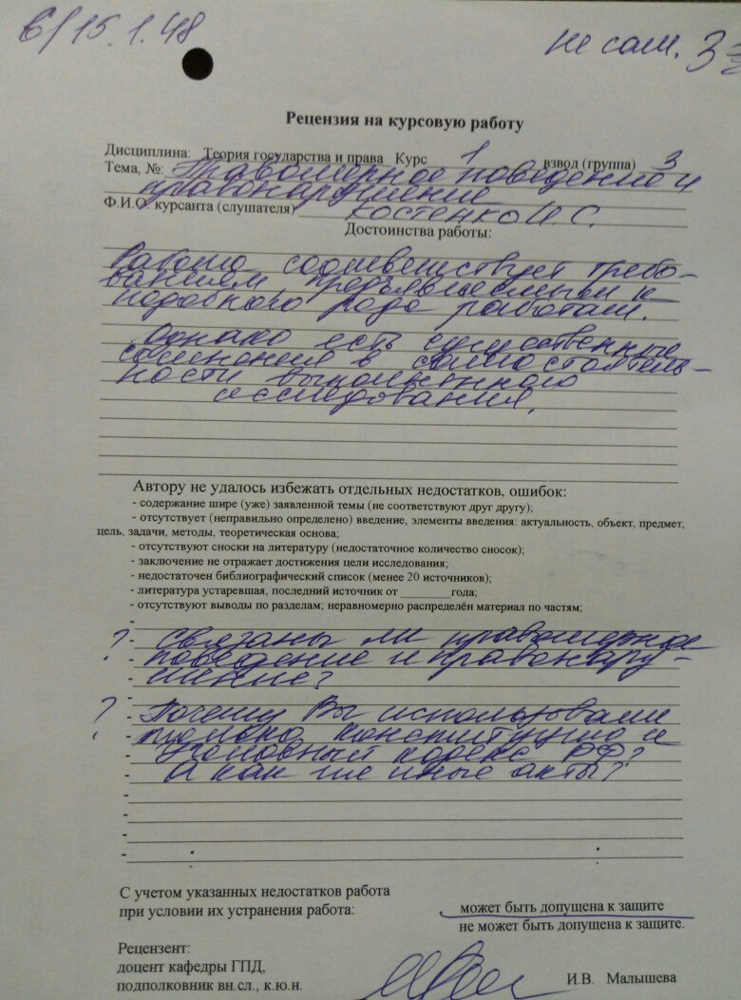 6/15.1.48
не сам. 3
Рецензия на курсовую работу
Дисциплина: Теория государства и права Курс 1 взвод (группа) 3
Тема, №: Правомерное поведение и
правонарушение
Ф.И.О. курсанта (слушателя) Костенко И.С.
Достоинства работы:
Работа соответствует требо-
ваниям предъявляемым к
подобного рода работам.
Однако есть существенные
сомнения в самостоятель-
ности выполненного
исследования.
Автору не удалось избежать отдельных недостатков, ошибок:
- содержание шире (уже) заявленной темы (не соответствуют друг другу);
- отсутствует (неправильно определено) введение, элементы введения: актуальность, объект, предмет,
цель, задачи, методы, теоретическая основа;
- отсутствуют сноски на литературу (недостаточное количество сносок);
- заключение не отражает достижения цели исследования;
- недостаточен библиографический список (менее 20 источников);
- литература устаревшая, последний источник от ________года;
- отсутствуют выводы по разделам; неравномерно распределён материал по частям;
? - Связаны ли правомерное
- поведение и правонару-
- шение?
? - Почему Вы использовали
- только конституцию и
- Уголовный кодекс РФ?
- А как же иные акты?
С учетом указанных недостатков работа
при условии их устранения работа: может быть допущена к защите
не может быть допущена к защите.
Рецензент:
доцент кафедры ГПД,
подполковник вн.сл., к.ю.н. И.В. Малышева